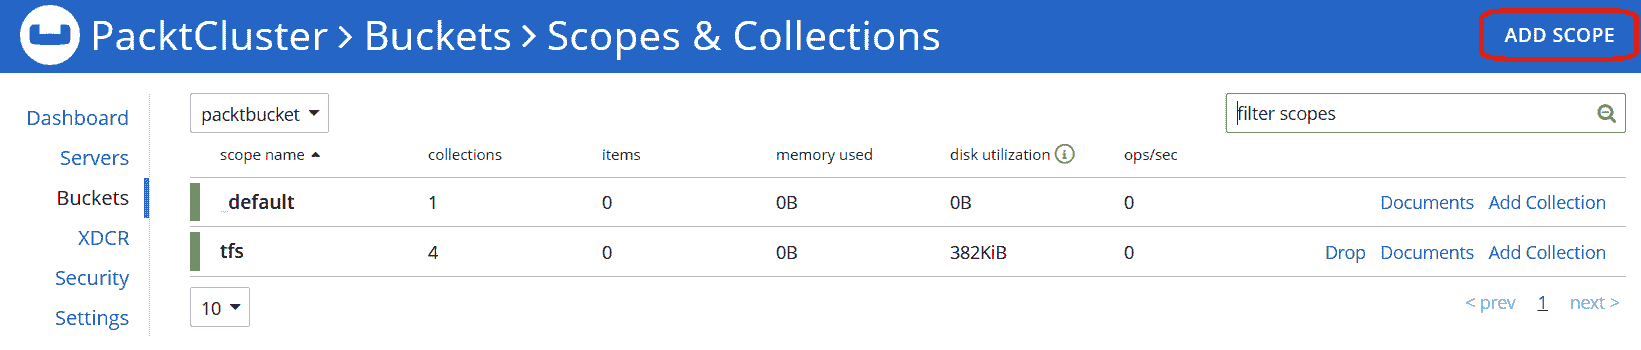 PacktCluster > Buckets > Scopes & Collections
ADD SCOPE
Dashboard
Servers
Buckets
XDCR
Security
Settings
packtbucket
filter scopes
scope name collections items memory used disk utilization ops/sec
_default 1 0 0B 0B 0 Documents Add Collection
tfs 4 0 0B 382KiB 0 Drop Documents Add Collection
10
< prev 1 next >